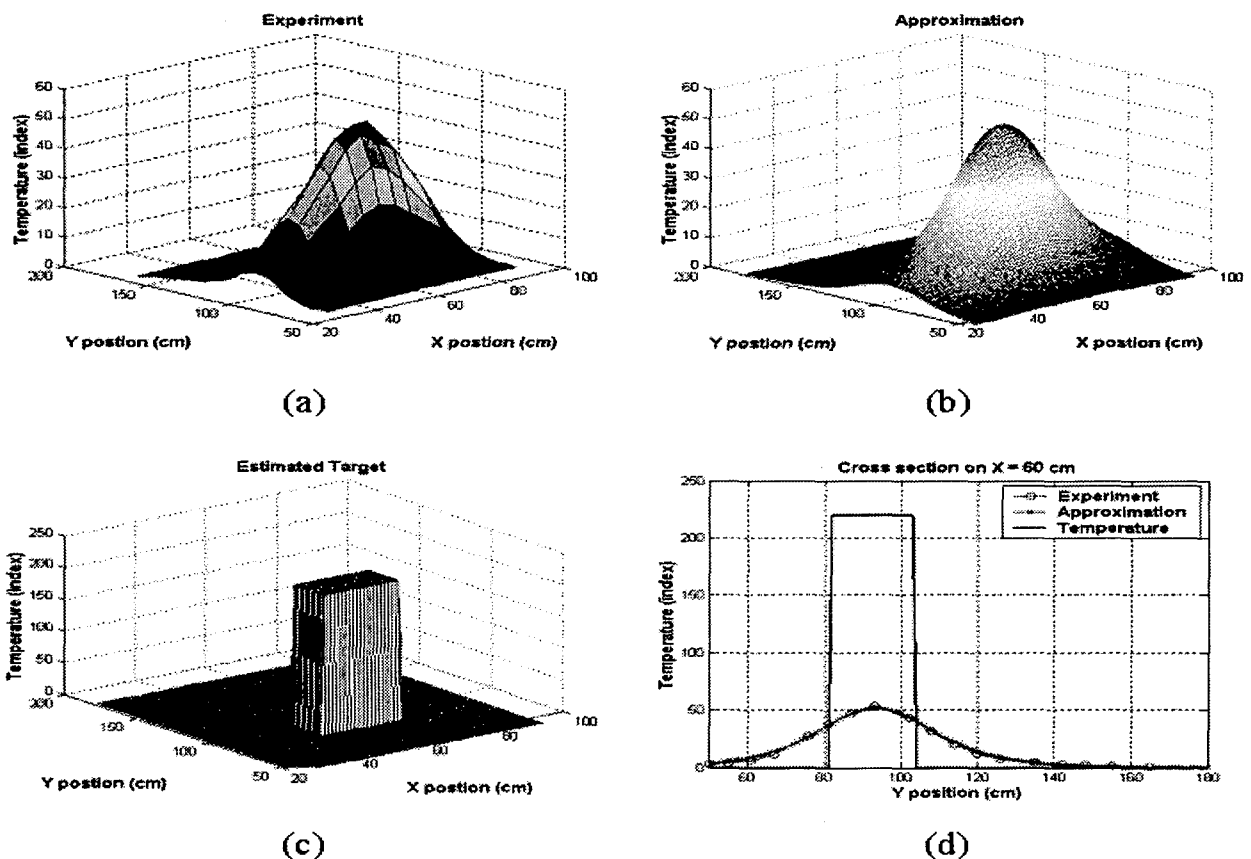 Experiment
60
50
40
30
20
10
0
Temperature (index)
200
150
100
50
Y postion (cm)
20
40
60
80
100
X postion (cm)
(a)
Approximation
60
50
40
30
20
10
0
Temperature (index)
200
150
100
50
Y postion (cm)
20
40
60
80
100
X postion (cm)
(b)
Estimated Target
250
200
150
100
50
0
Temperature (index)
200
150
100
50
Y postion (cm)
20
40
60
80
100
X postion (cm)
(c)
Cross section on X = 60 cm
250
200
150
100
50
0
Temperature (index)
Experiment
Approximation
Temperature
60
80
100
120
140
160
180
Y position (cm)
(d)